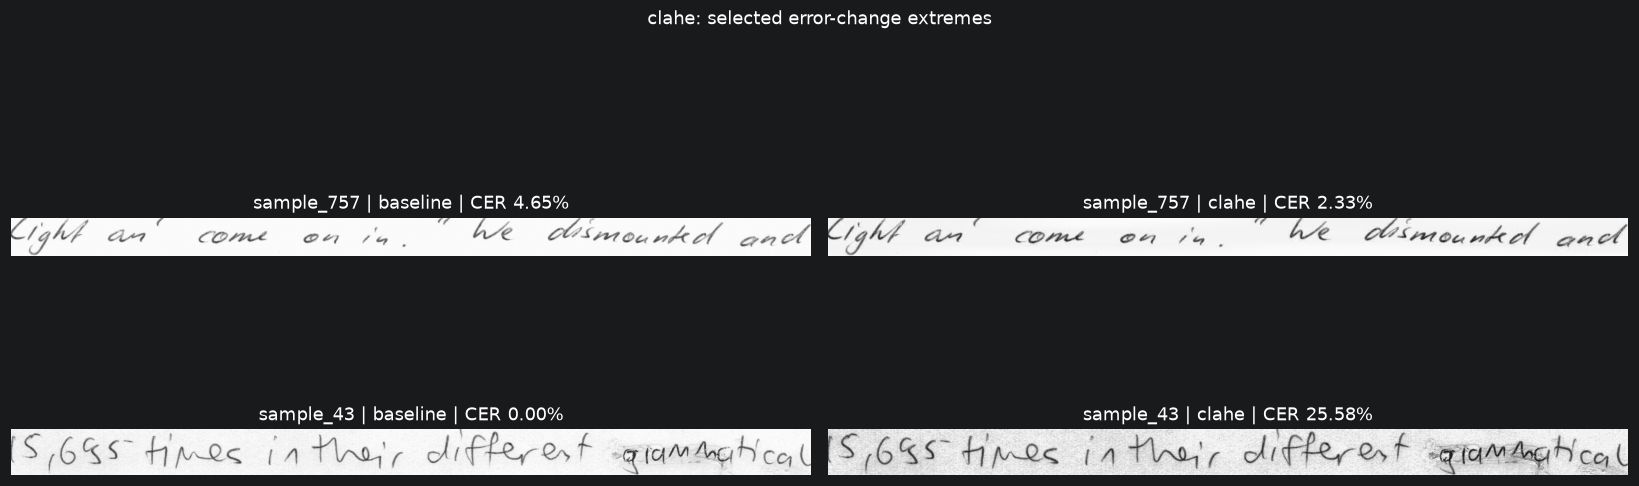 clahe: selected error-change extremes
sample_757 | baseline | CER 4.65%
sample_757 | clahe | CER 2.33%
Light an' come on in. " We dismounted and
Light an' come on in. " We dismounted and
sample_43 | baseline | CER 0.00%
sample_43 | clahe | CER 25.58%
15,695 times in their different grammatical
15,695 times in their different grammatical